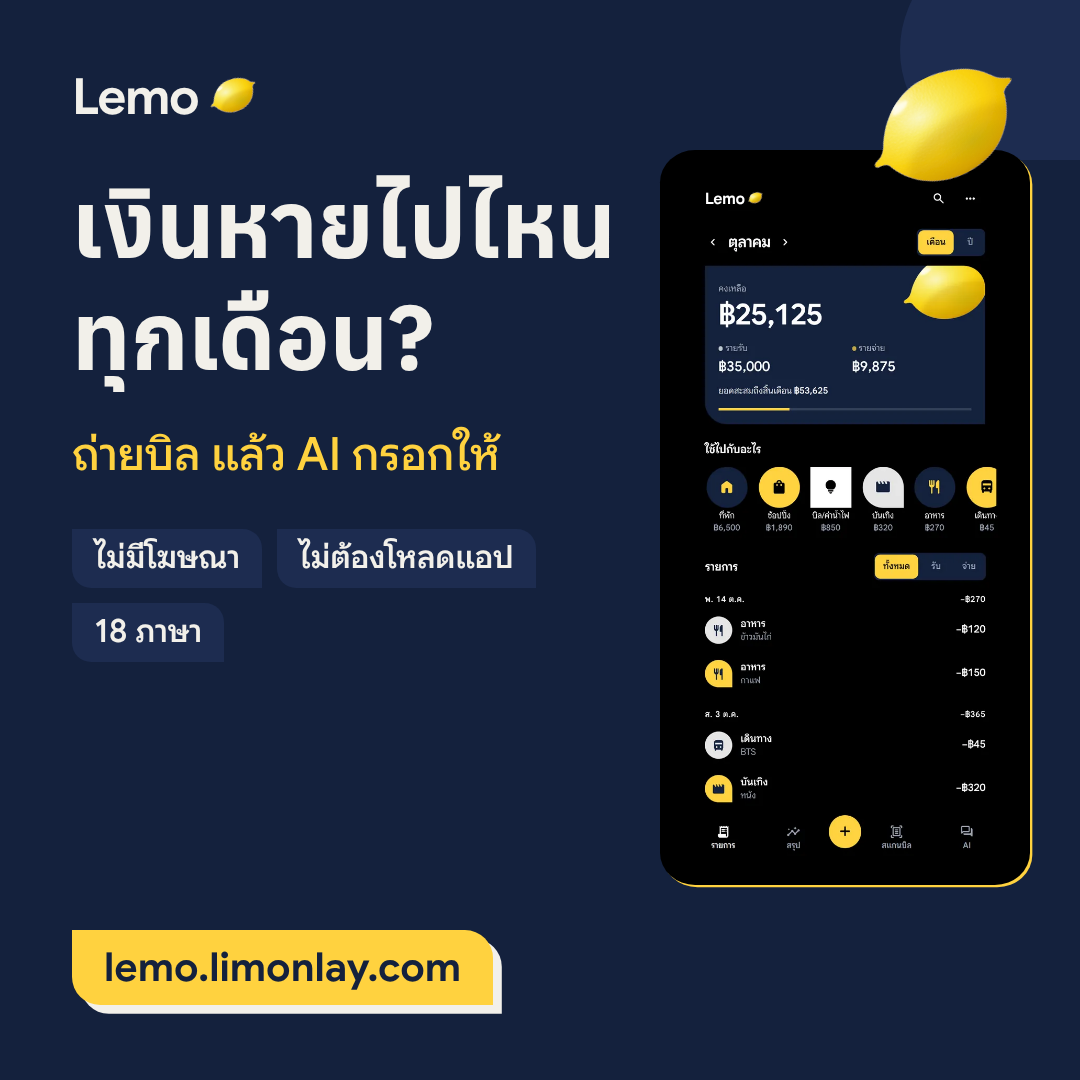 Lemo
เงินหายไปไหน
ทุกเดือน?
ถ่ายบิล แล้ว AI กรอกให้
ไม่มีโฆษณา
ไม่ต้องโหลดแอป
18 ภาษา
lemo.limonlay.com
Lemo
ตุลาคม
เดือน ปี
คงเหลือ
฿25,125
รายรับ รายจ่าย
฿35,000 ฿9,875
ยอดสะสมถึงสิ้นเดือน ฿53,625
ใช้ไปกับอะไร
ที่พัก ช้อปปิ้ง บิล/ค่าน้ำไฟ บันเทิง อาหาร เดินทา
฿6,500 ฿1,890 ฿850 ฿320 ฿270 ฿45
รายการ ทั้งหมด รับ จ่าย
พ. 14 ต.ค. -฿270
อาหาร
ข้าวมันไก่ -฿120
อาหาร
กาแฟ -฿150
ส. 3 ต.ค. -฿365
เดินทาง
BTS -฿45
บันเทิง
หนัง -฿320
รายการ สรุป + สแกนบิล AI